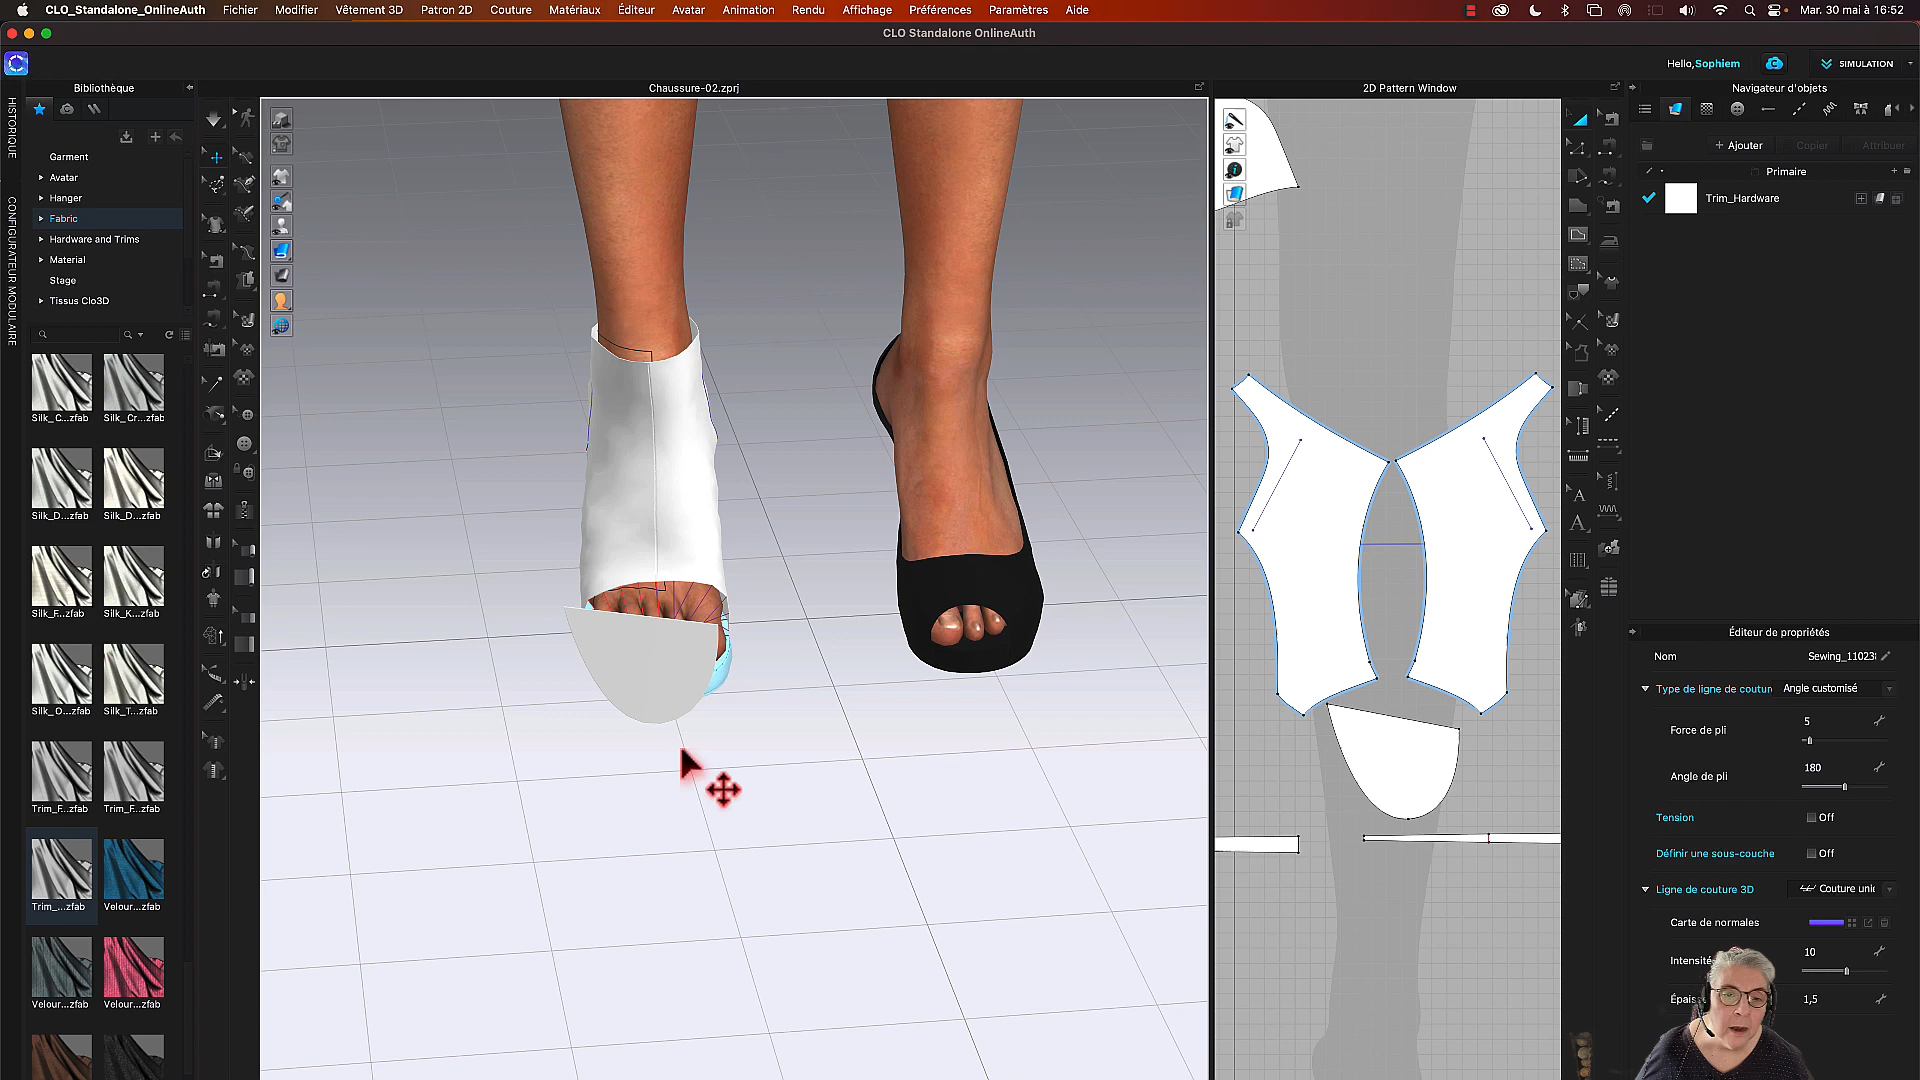 CLO_Standalone_OnlineAuth Fichier Modifier Vêtement 3D Patron 2D Couture Matériaux Éditeur Avatar Animation Rendu Affichage Préférences Paramètres Aide Mar. 30 mai à 16:52
CLO Standalone OnlineAuth
Hello,Sophiem SIMULATION
Bibliothèque Chaussure-02.zprj 2D Pattern Window Navigateur d'objets
HISTORIQUE
CONFIGURATEUR MODULAIRE
+ Ajouter Copier Attribuer
Garment
Primaire
Avatar
Hanger
Trim_Hardware
Fabric
Hardware and Trims
Material
Stage
Tissus Clo3D
Silk_C...zfab Silk_Cr...zfab
Silk_D...zfab Silk_D...zfab
Silk_F...zfab Silk_K...zfab
Silk_O...zfab Silk_T...zfab
Trim_F...zfab Trim_F...zfab
Trim_...zfab Velour...zfab
Velour...zfab Velour...zfab
Éditeur de propriétés
Nom Sewing_11023
Type de ligne de coutur Angle customisé
Force de pli 5
Angle de pli 180
Tension Off
Définir une sous-couche Off
Ligne de couture 3D Couture uni
Carte de normales
Intensité 10
Épais 1,5